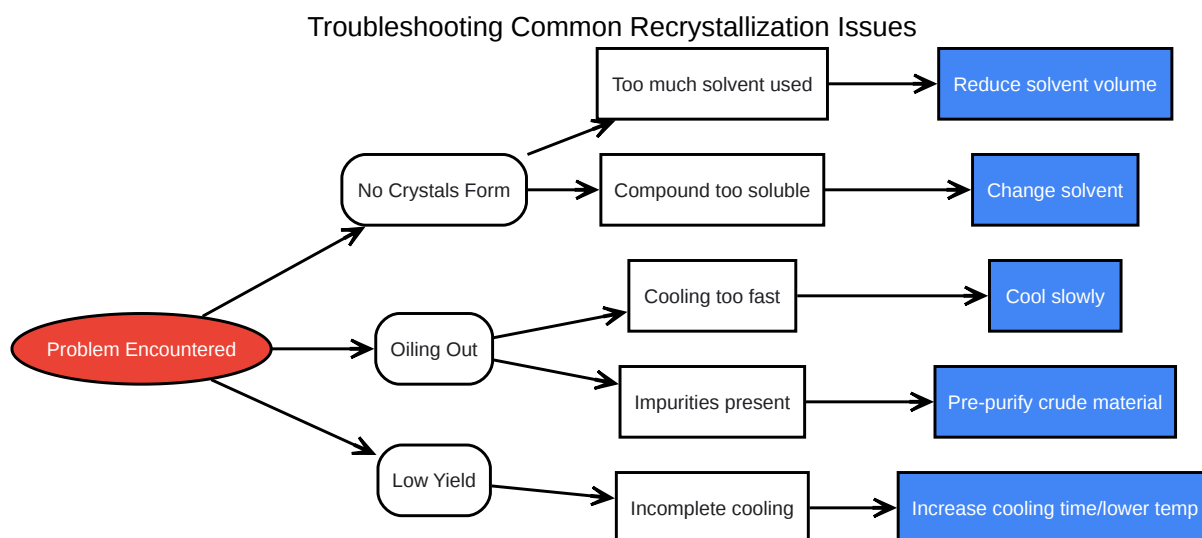 Troubleshooting Common Recrystallization Issues
Too much solvent used
Reduce solvent volume
No Crystals Form
Compound too soluble
Change solvent
Cooling too fast
Cool slowly
Problem Encountered
Oiling Out
Impurities present
Pre-purify crude material
Low Yield
Incomplete cooling
Increase cooling time/lower temp